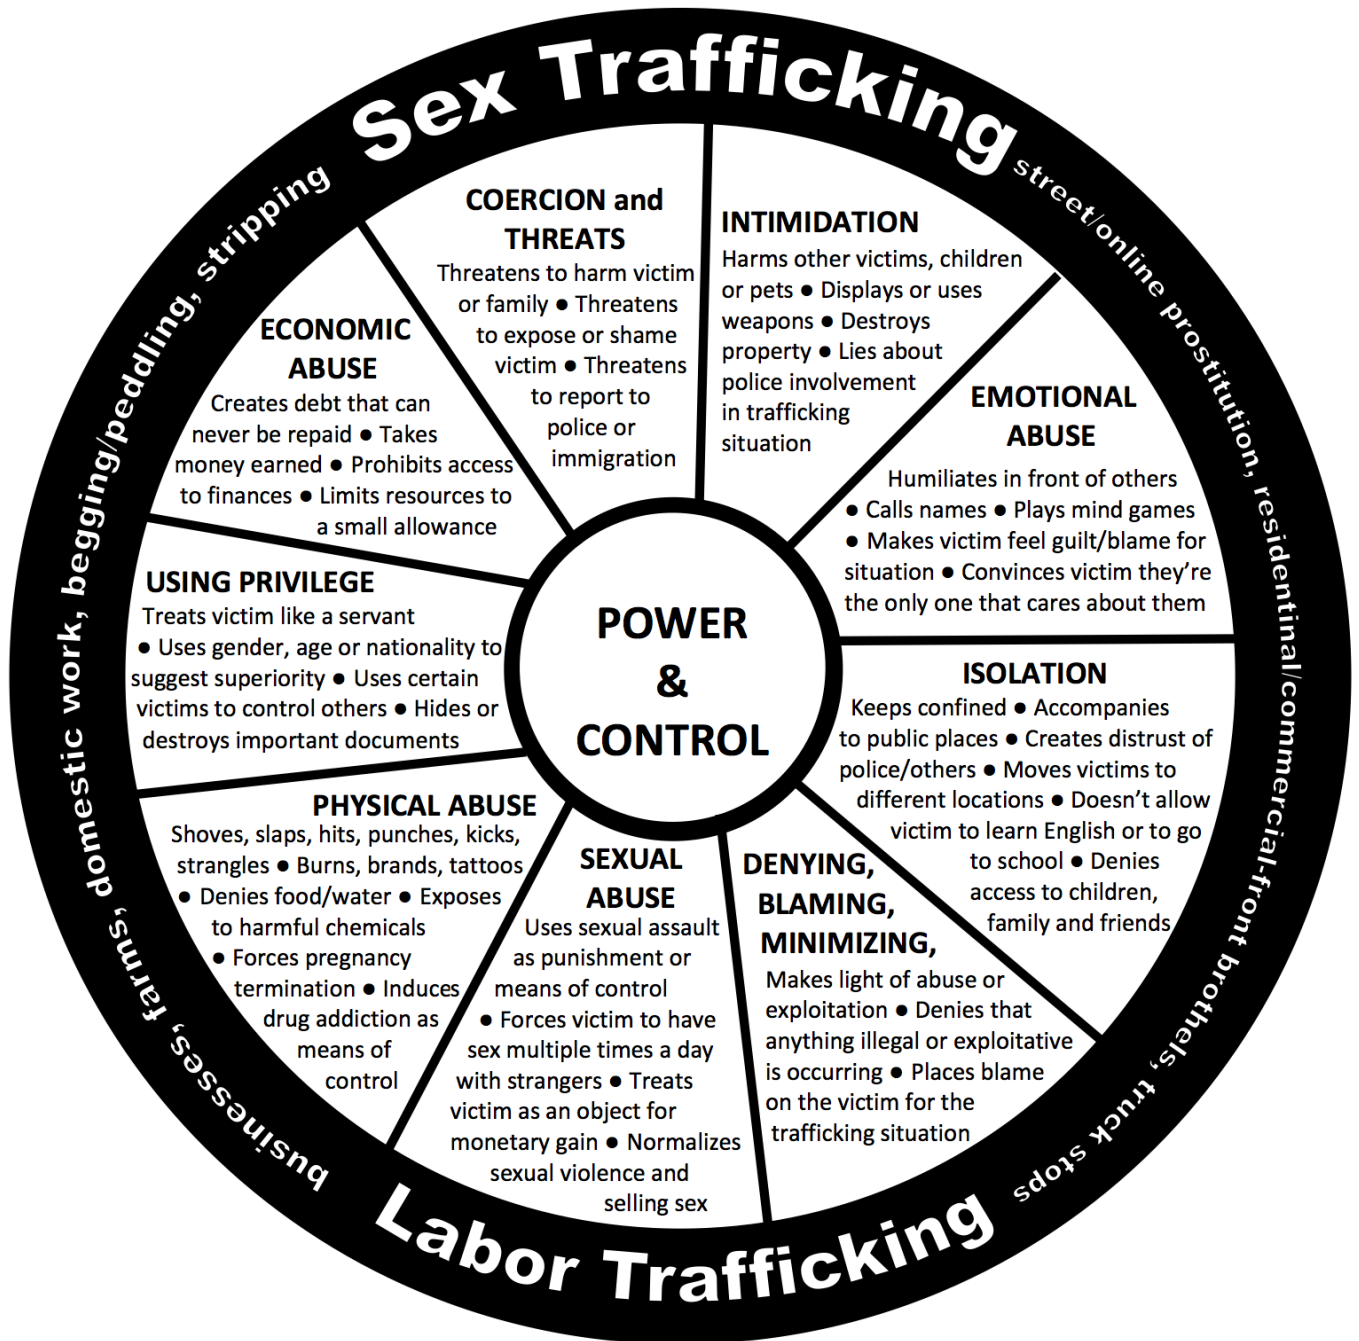 Sex Trafficking
street/online prostitution, residentinal/commercial-front brothels, truck stops
Labor Trafficking
businesses, farms, domestic work, begging/peddling, stripping
COERCION and
THREATS
Threatens to harm victim
or family ● Threatens
to expose or shame
victim ● Threatens
to report to
police or
immigration
INTIMIDATION
Harms other victims, children
or pets ● Displays or uses
weapons ● Destroys
property ● Lies about
police involvement
in trafficking
situation
EMOTIONAL
ABUSE
Humiliates in front of others
● Calls names ● Plays mind games
● Makes victim feel guilt/blame for
situation ● Convinces victim they’re
the only one that cares about them
ISOLATION
Keeps confined ● Accompanies
to public places ● Creates distrust of
police/others ● Moves victims to
different locations ● Doesn’t allow
victim to learn English or to go
to school ● Denies
access to children,
family and friends
DENYING,
BLAMING,
MINIMIZING,
Makes light of abuse or
exploitation ● Denies that
anything illegal or exploitative
is occurring ● Places blame
on the victim for the
trafficking situation
SEXUAL
ABUSE
Uses sexual assault
as punishment or
means of control
● Forces victim to have
sex multiple times a day
with strangers ● Treats
victim as an object for
monetary gain ● Normalizes
sexual violence and
selling sex
PHYSICAL ABUSE
Shoves, slaps, hits, punches, kicks,
strangles ● Burns, brands, tattoos
● Denies food/water ● Exposes
to harmful chemicals
● Forces pregnancy
termination ● Induces
drug addiction as
means of
control
USING PRIVILEGE
Treats victim like a servant
● Uses gender, age or nationality to
suggest superiority ● Uses certain
victims to control others ● Hides or
destroys important documents
ECONOMIC
ABUSE
Creates debt that can
never be repaid ● Takes
money earned ● Prohibits access
to finances ● Limits resources to
a small allowance
POWER
&
CONTROL